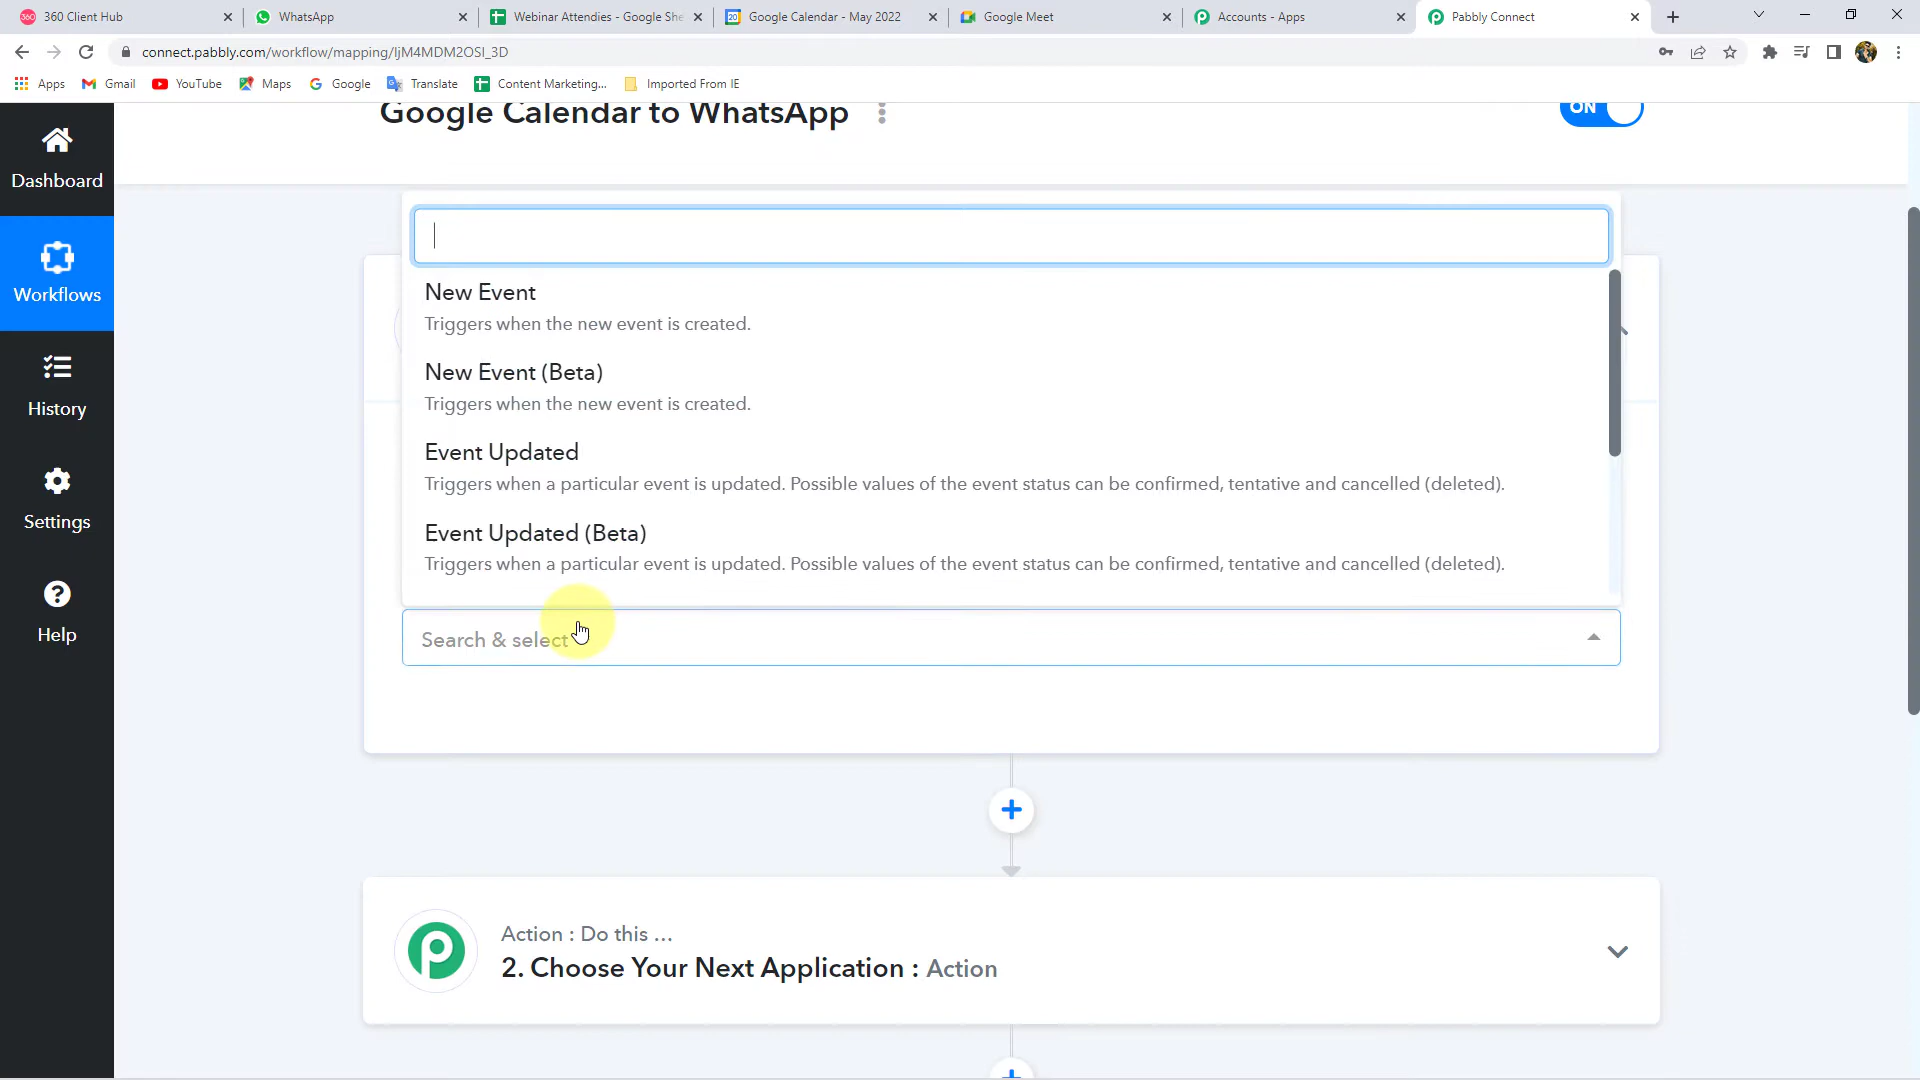 360 Client Hub
WhatsApp
Webinar Attendies - Google She
Google Calendar - May 2022
Google Meet
Accounts - Apps
Pabbly Connect
connect.pabbly.com/workflow/mapping/IjM4MDM2OSI_3D
Apps
Gmail
YouTube
Maps
Google
Translate
Content Marketing...
Imported From IE
Google Calendar to WhatsApp
ON
Dashboard
Workflows
History
Settings
Help
New Event
Triggers when the new event is created.
New Event (Beta)
Triggers when the new event is created.
Event Updated
Triggers when a particular event is updated. Possible values of the event status can be confirmed, tentative and cancelled (deleted).
Event Updated (Beta)
Triggers when a particular event is updated. Possible values of the event status can be confirmed, tentative and cancelled (deleted).
Search & select
Action : Do this ...
2. Choose Your Next Application : Action